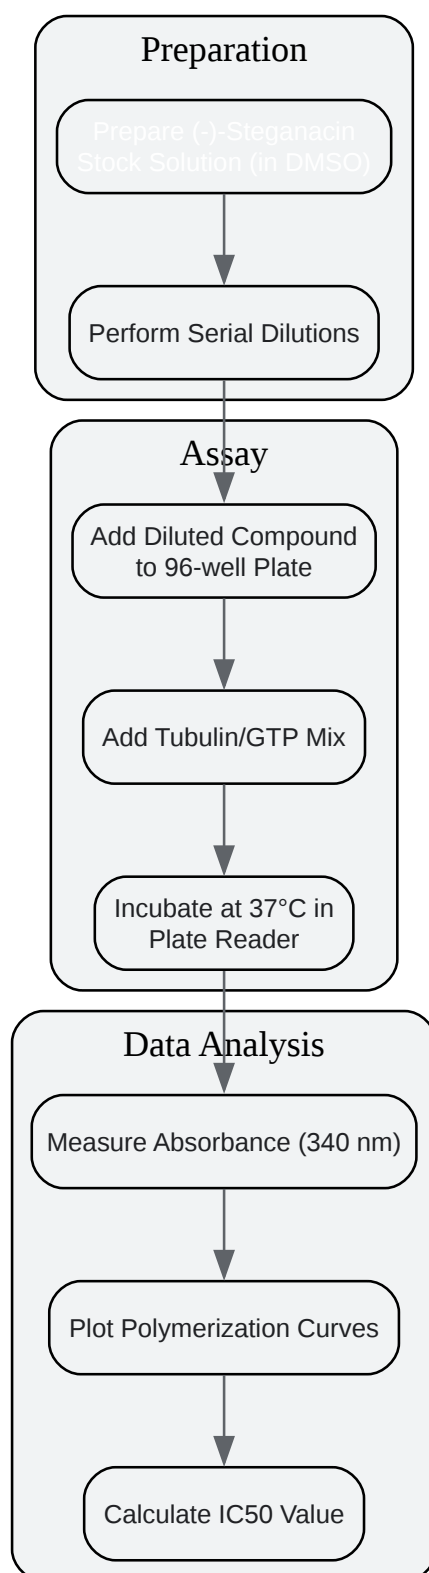 Preparation
Prepare (-)-Steganacin
Stock Solution (in DMSO)
Perform Serial Dilutions
Assay
Add Diluted Compound
to 96-well Plate
Add Tubulin/GTP Mix
Incubate at 37°C in
Plate Reader
Data Analysis
Measure Absorbance (340 nm)
Plot Polymerization Curves
Calculate IC50 Value